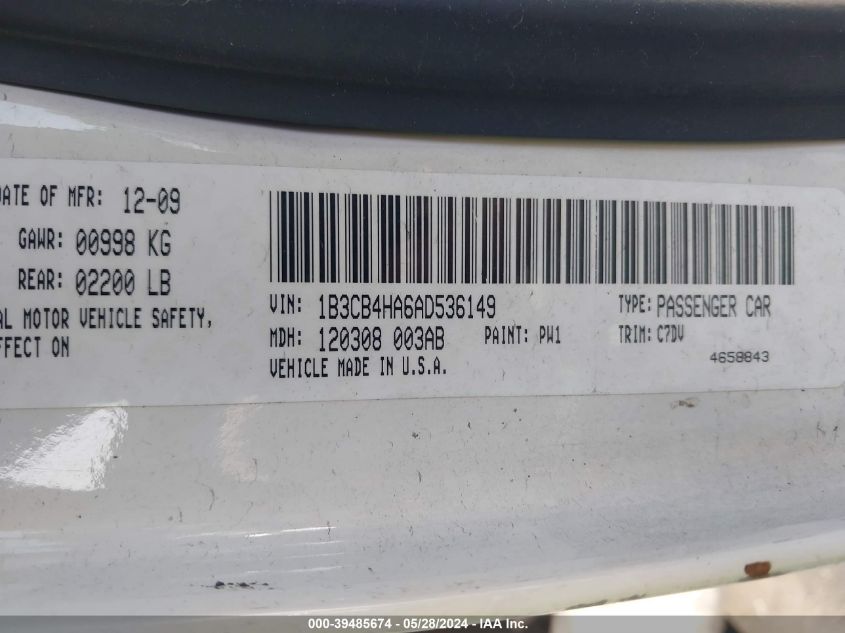 DATE OF MFR: 12-09
GAWR: 00998 KG
REAR: 02200 LB
AL MOTOR VEHICLE SAFETY,
EFFECT ON
VIN: 1B3CB4HA6AD536149 TYPE: PASSENGER CAR
MDH: 120308 003AB PAINT: PW1 TRIM: C7DV
VEHICLE MADE IN U.S.A. 4658843
000-39485674 - 05/28/2024 - IAA Inc.